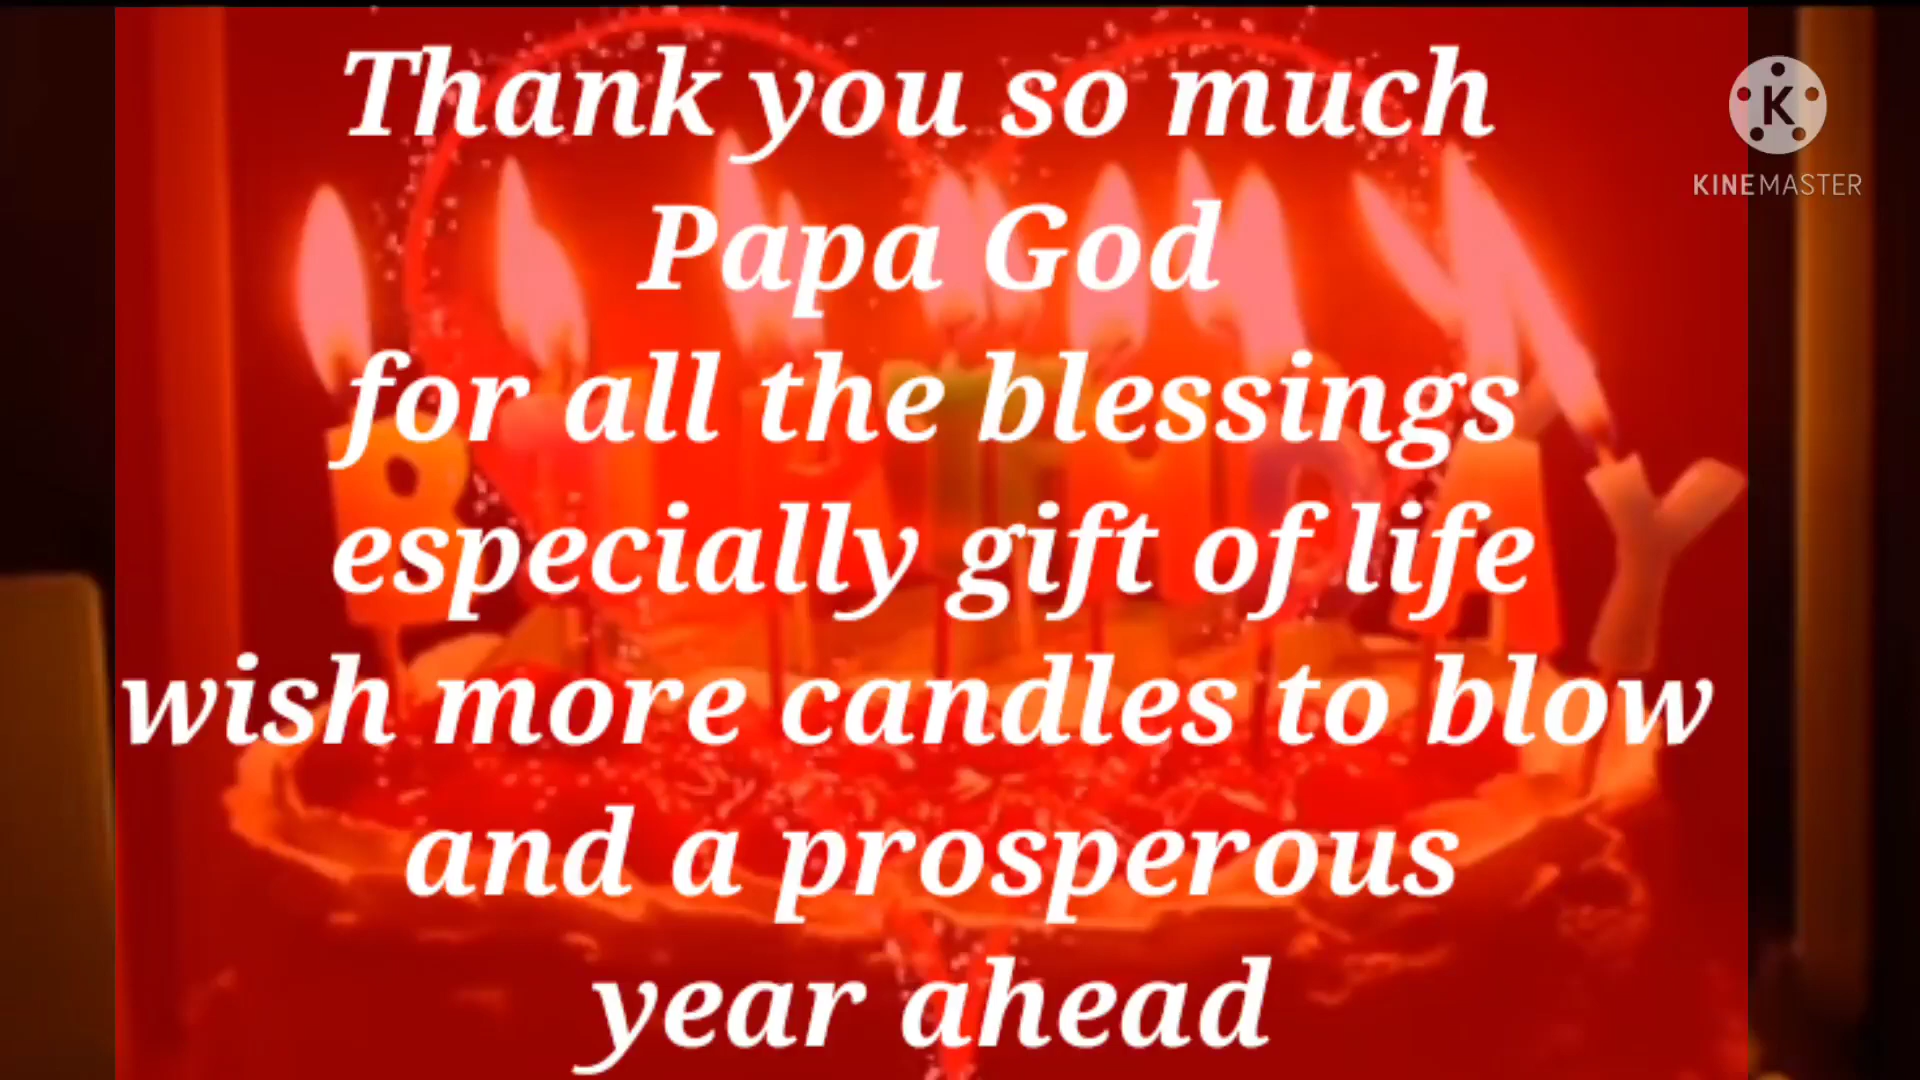 Thank you so much
Papa God
for all the blessings
especially gift of life
wish more candles to blow
and a prosperous
year ahead
K
KINEMASTER
B RTHDAY